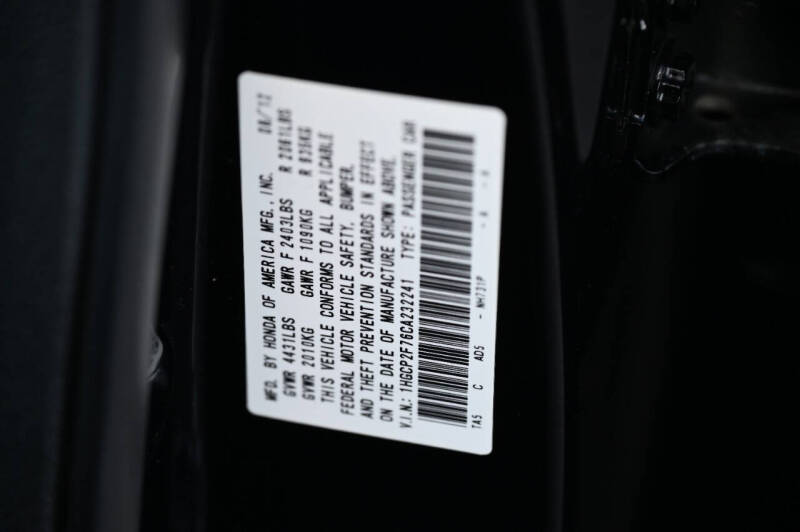 MFD. BY HONDA OF AMERICA MFG., INC. 08/12
GVWR 4431LBS GAWR F 2403LBS R 2061LBS
GVWR 2010KG GAWR F 1090KG R 935KG
THIS VEHICLE CONFORMS TO ALL APPLICABLE
FEDERAL MOTOR VEHICLE SAFETY, BUMPER,
AND THEFT PREVENTION STANDARDS IN EFFECT
ON THE DATE OF MANUFACTURE SHOWN ABOVE.
V.I.N.: 1HGCP2F76CA232241 TYPE: PASSENGER CAR
TA5 C AD5 - NH731P